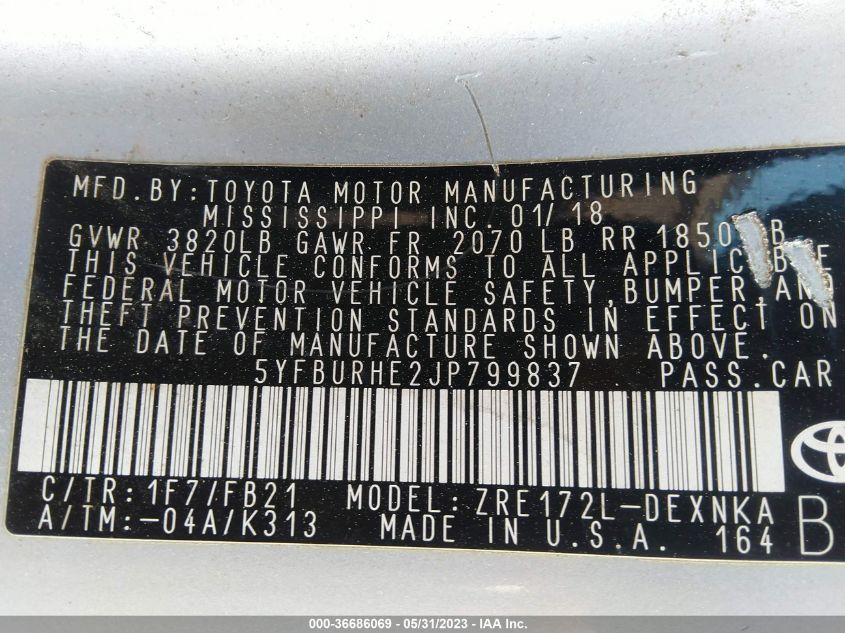 MFD.BY:TOYOTA MOTOR MANUFACTURING
MISSISSIPPI INC. 01/18
GVWR 3820LB GAWR FR 2070 LB RR 1850 B
THIS VEHICLE CONFORMS TO ALL APPLIC BLE
FEDERAL MOTOR VEHICLE SAFETY,BUMPER,AND
THEFT PREVENTION STANDARDS IN EFFECT ON
THE DATE OF MANUFACTURE SHOWN ABOVE.
5YFBURHE2JP799837 PASS.CAR
C/TR:1F7/FB21 MODEL:ZRE172L-DEXNKA
A/TM:-04A/K313 MADE IN U.S.A. 164 B
000-36686069 - 05/31/2023 - IAA Inc.